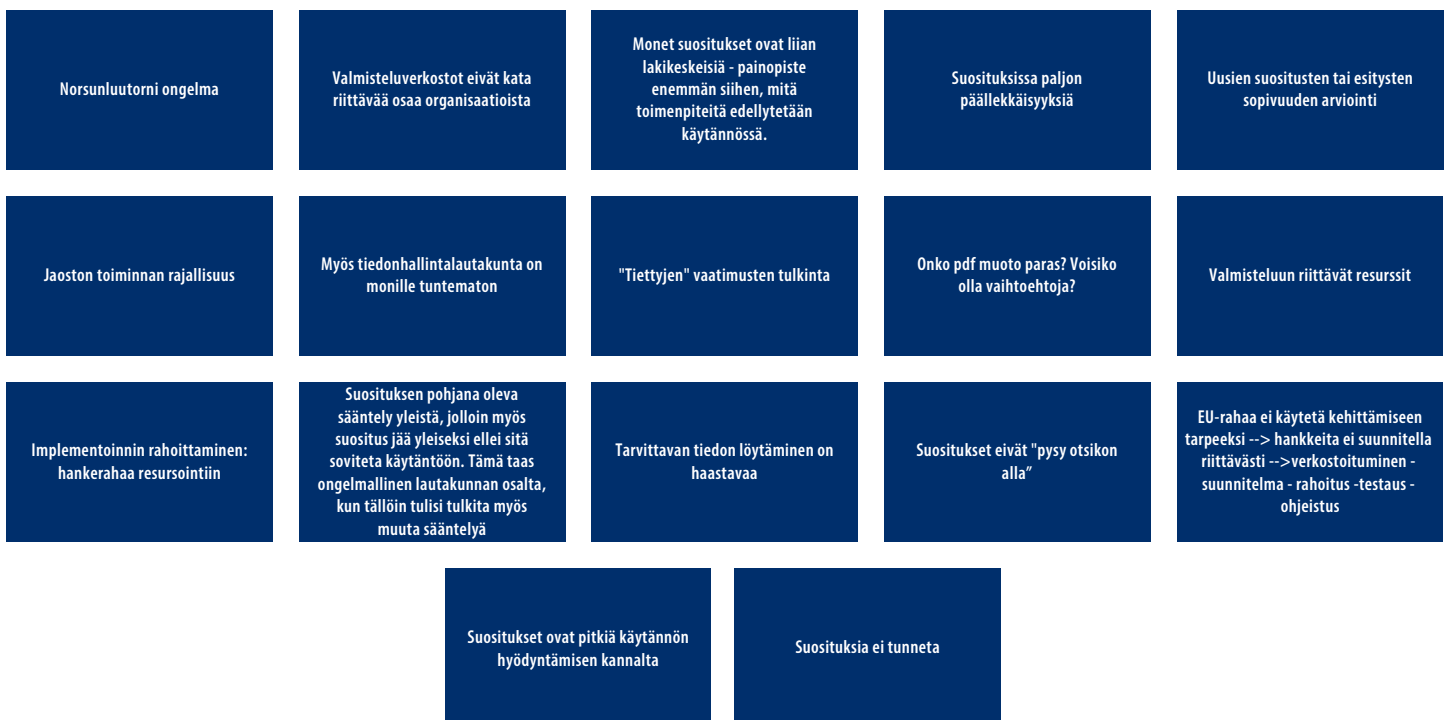 Norsunluutorni ongelma
Valmisteluverkostot eivät kata
riittävää osaa organisaatioista
Monet suositukset ovat liian
lakikeskeisiä - painopiste
enemmän siihen, mitä
toimenpiteitä edellytetään
käytännössä.
Suosituksissa paljon
päällekkäisyyksiä
Uusien suositusten tai esitysten
sopivuuden arviointi
Jaoston toiminnan rajallisuus
Myös tiedonhallintalautakunta on
monille tuntematon
"Tiettyjen" vaatimusten tulkinta
Onko pdf muoto paras? Voisiko
olla vaihtoehtoja?
Valmisteluun riittävät resurssit
Implementoinnin rahoittaminen:
hankerahaa resursointiin
Suosituksen pohjana oleva
sääntely yleistä, jolloin myös
suositus jää yleiseksi ellei sitä
soviteta käytäntöön. Tämä taas
ongelmallinen lautakunnan osalta,
kun tällöin tulisi tulkita myös
muuta sääntelyä
Tarvittavan tiedon löytäminen on
haastavaa
Suositukset eivät "pysy otsikon
alla”
EU-rahaa ei käytetä kehittämiseen
tarpeeksi --> hankkeita ei suunnitella
riittävästi -->verkostoituminen -
suunnitelma - rahoitus -testaus -
ohjeistus
Suositukset ovat pitkiä käytännön
hyödyntämisen kannalta
Suosituksia ei tunneta